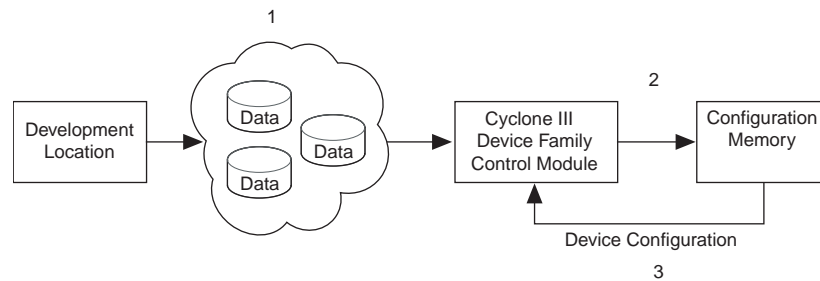 1
2
Development
Location
Data
Data
Data
Cyclone III
Device Family
Control Module
Configuration
Memory
Device Configuration
3